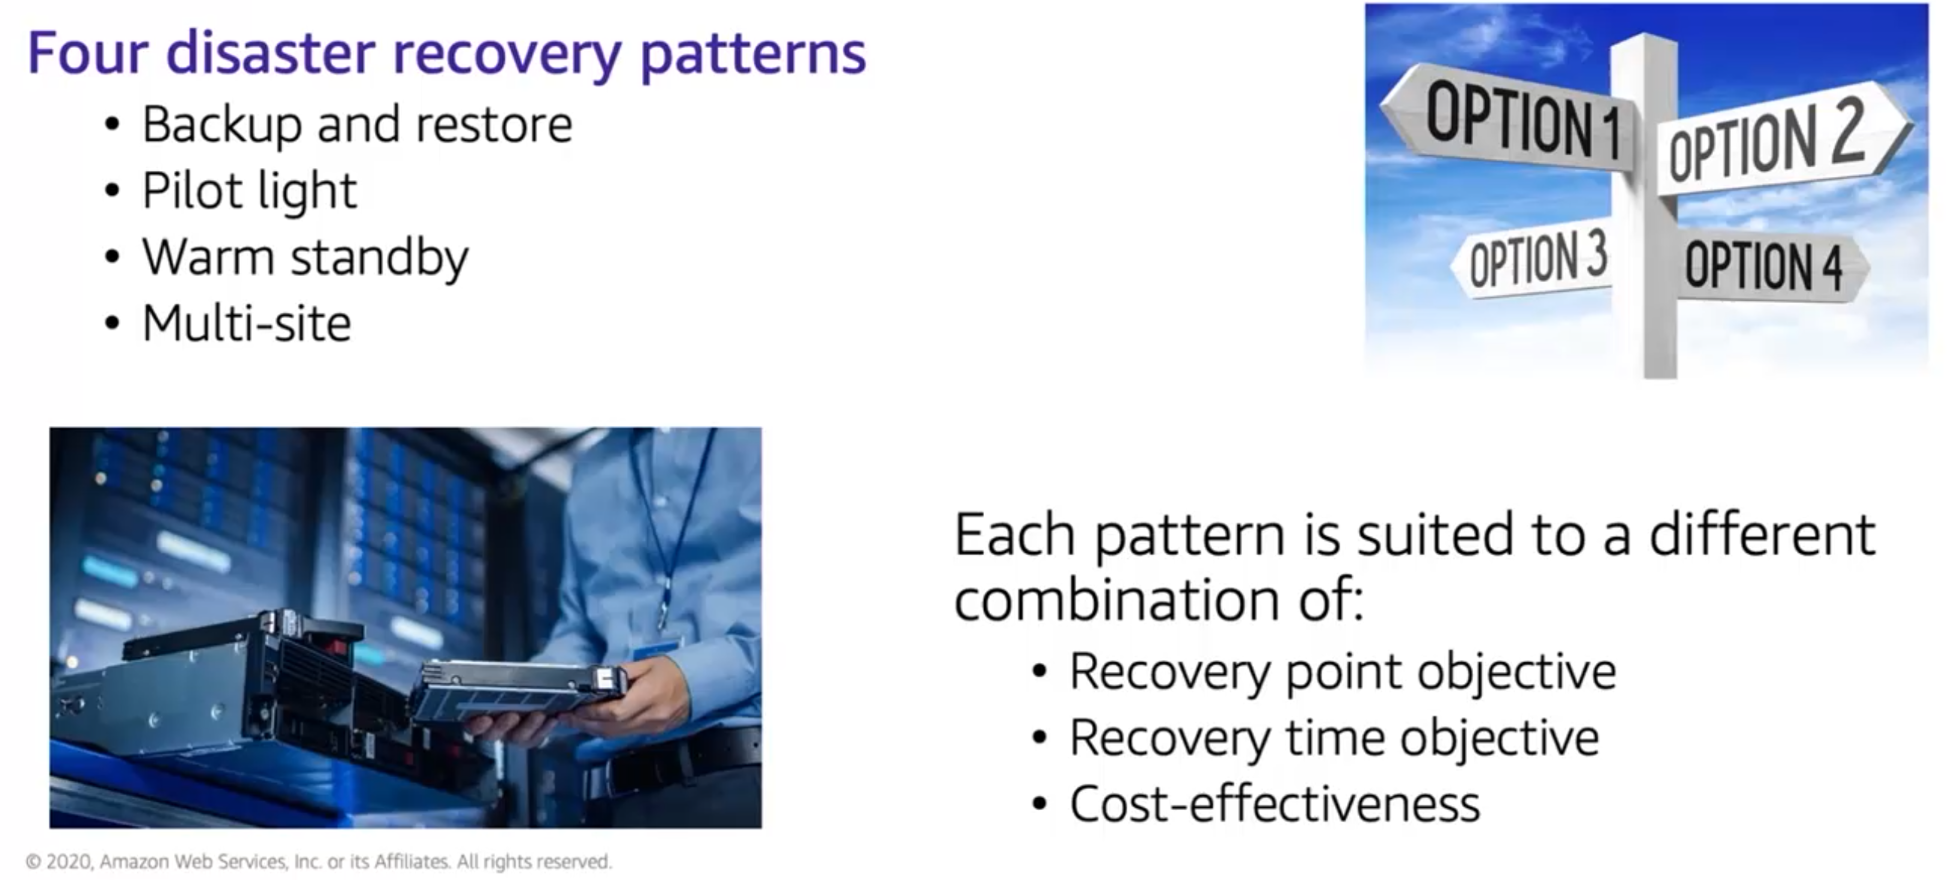 Four disaster recovery patterns
• Backup and restore
• Pilot light
• Warm standby
• Multi-site
OPTION 1
OPTION 2
OPTION 3
OPTION 4
Each pattern is suited to a different
combination of:
• Recovery point objective
• Recovery time objective
• Cost-effectiveness
© 2020, Amazon Web Services, Inc. or its Affiliates. All rights reserved.